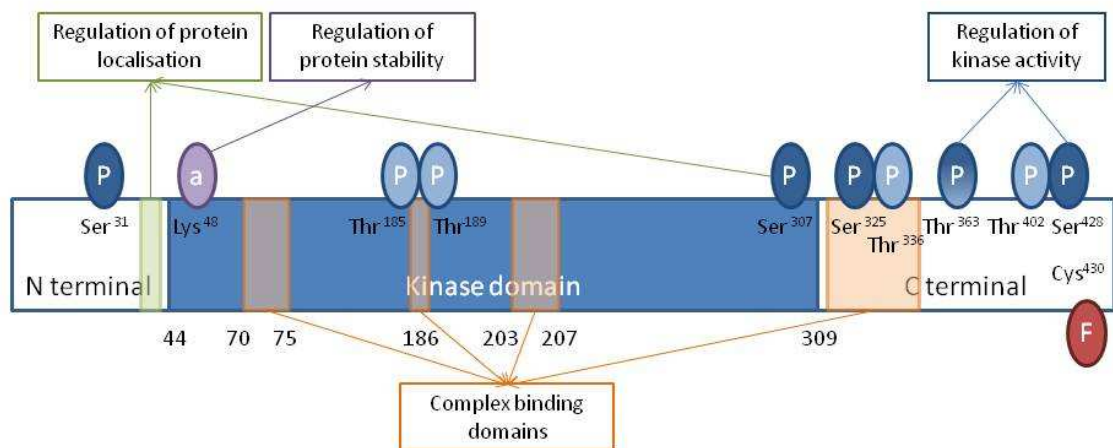 Regulation of protein
localisation
Regulation of
protein stability
Regulation of
kinase activity
P
a
P
P
P
P
P
P
P
P
Ser31
Lys48
Thr185
Thr189
Ser307
Ser325
Thr336
Thr363
Thr402
Ser428
Cys430
N terminal
Kinase domain
C terminal
F
44
70
75
186
203
207
309
Complex binding
domains